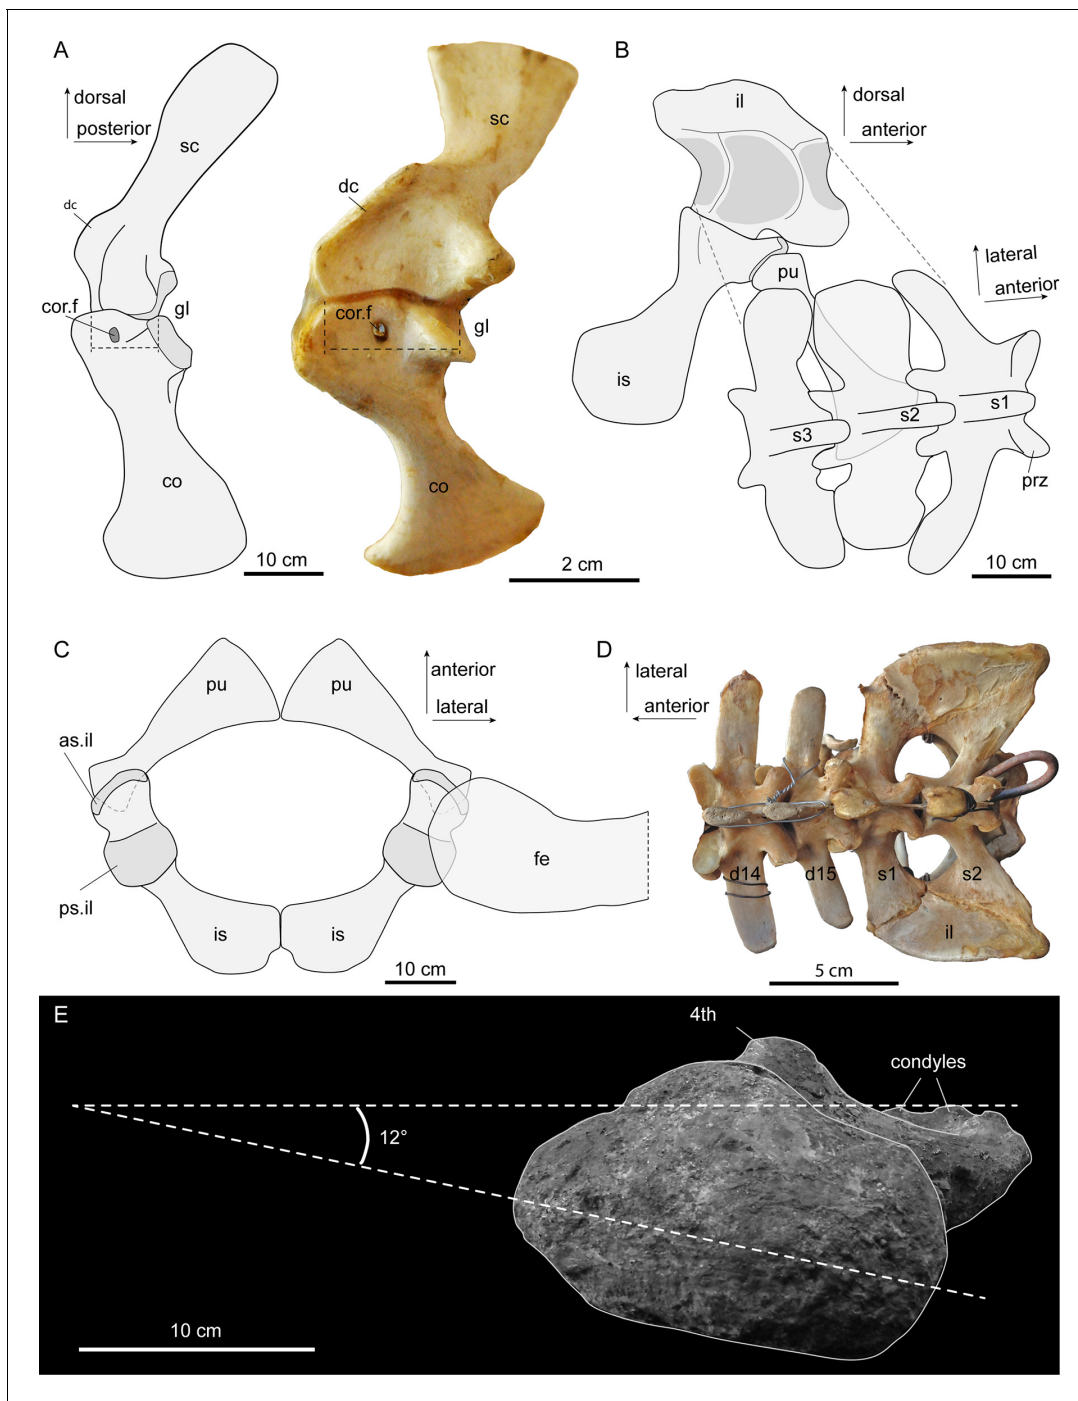 A
dorsal
posterior
sc
dc
cor.f
gl
co
10 cm
sc
dc
cor.f
gl
co
2 cm
B
il
dorsal
anterior
pu
is
lateral
anterior
s1
s2
s3
prz
10 cm
C
pu
pu
anterior
lateral
as.il
fe
ps.il
is
is
10 cm
D
lateral
anterior
d14
d15
s1
s2
il
5 cm
E
4th
condyles
12°
10 cm